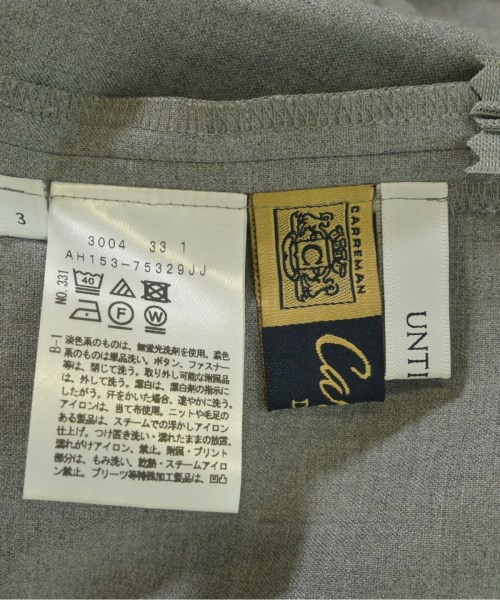 3
3004 33 1
AH153-75329JJ
NO.331
40
F
W
B-1
淡色系のものは、無蛍光洗剤を使用。濃色
系のものは単品洗い。ボタン、ファスナー
等は、閉じて洗う。取り外し可能な附属品
は、外して洗う。漂白は、漂白剤の指示に
したがう。汗をかいた場合、速やかに洗う。
アイロンは、当て布使用。ニットや毛足の
ある製品は、スチームでの浮かしアイロン
仕上げ。つけ置き洗い・濡れたままの放置、
濡れがけアイロン、禁止。附属・プリント
部分は、もみ洗い、乾熱・スチームアイロ
ン禁止。プリーツ等特殊加工製品は、凹凸
CARREMAN
C
Ca
UNTI